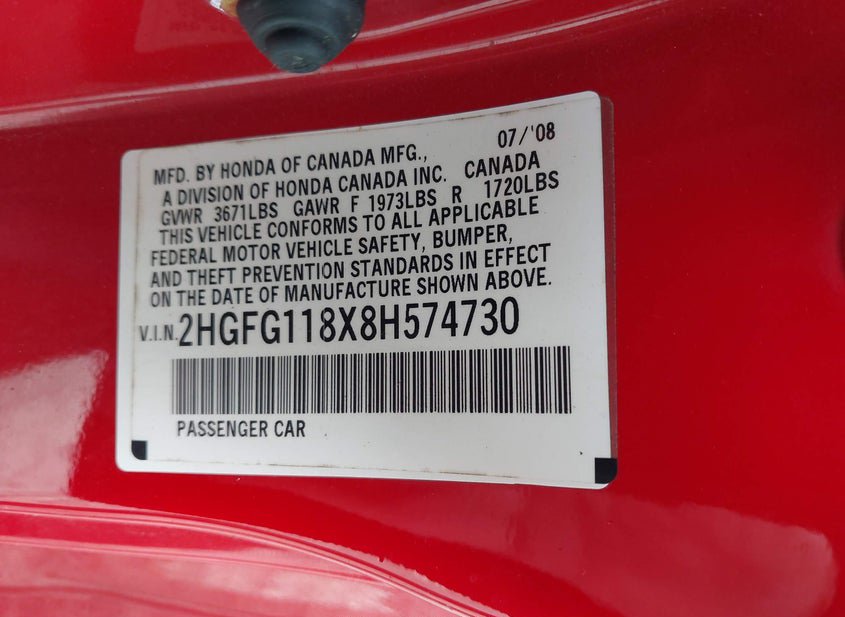 07/'08
MFD. BY HONDA OF CANADA MFG.,
A DIVISION OF HONDA CANADA INC. CANADA
GVWR 3671LBS GAWR F 1973LBS R 1720LBS
THIS VEHICLE CONFORMS TO ALL APPLICABLE
FEDERAL MOTOR VEHICLE SAFETY, BUMPER,
AND THEFT PREVENTION STANDARDS IN EFFECT
ON THE DATE OF MANUFACTURE SHOWN ABOVE.
V.I.N. 2HGFG118X8H574730
PASSENGER CAR